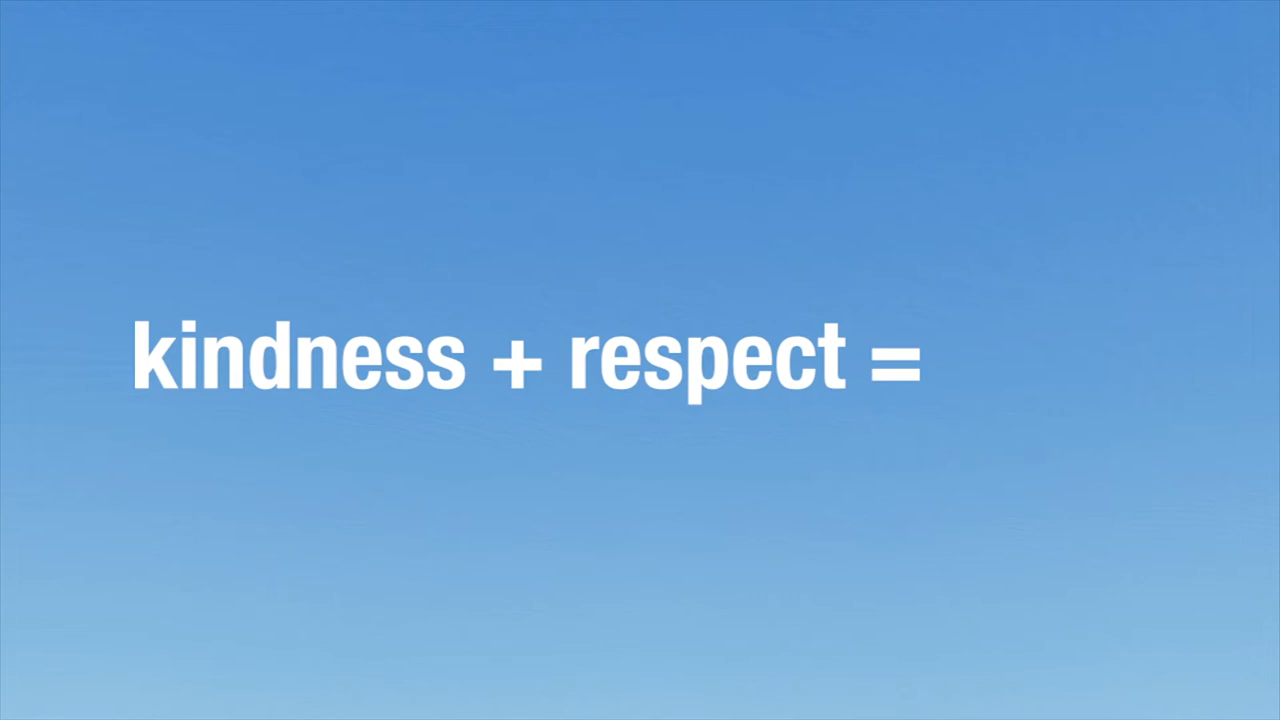 kindness + respect =